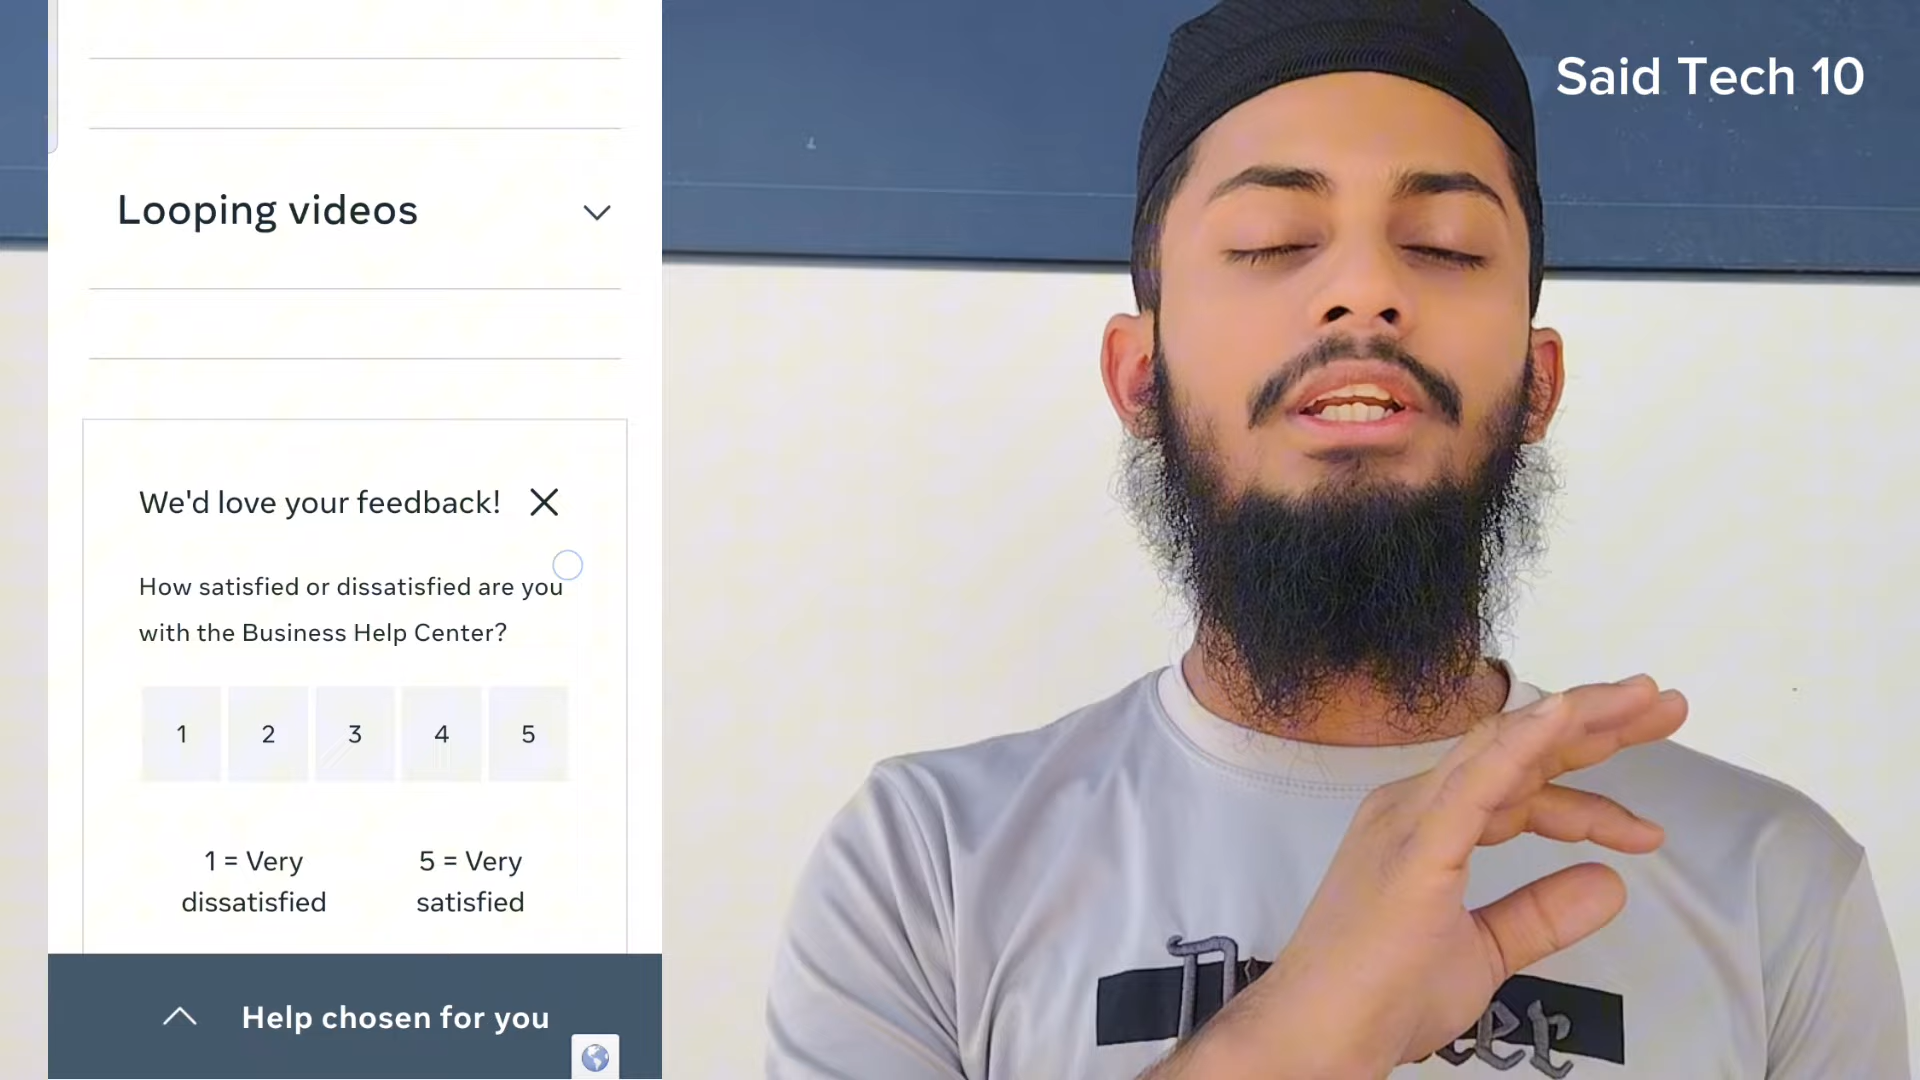 Said Tech 10
Looping videos
We'd love your feedback!
How satisfied or dissatisfied are you
with the Business Help Center?
1 2 3 4 5
1 = Very
dissatisfied
5 = Very
satisfied
Help chosen for you